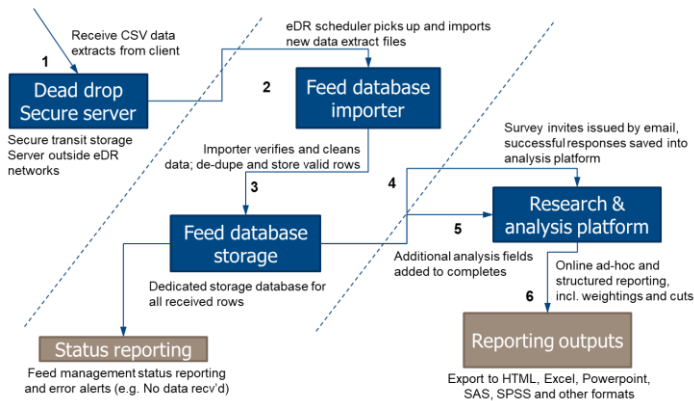 Receive CSV data
extracts from client
1
Dead drop
Secure server
Secure transit storage
Server outside eDR
networks
eDR scheduler picks up and imports
new data extract files
2
Feed database
importer
Importer verifies and cleans
data; de-dupe and store valid rows
3
Feed database
storage
Dedicated storage database for
all received rows
Status reporting
Feed management status reporting
and error alerts (e.g. No data recv'd)
Survey invites issued by email,
successful responses saved into
analysis platform
4
Research &
analysis platform
5
Additional analysis fields
added to completes
Online ad-hoc and
structured reporting,
incl. weightings and cuts
6
Reporting outputs
Export to HTML, Excel, Powerpoint,
SAS, SPSS and other formats